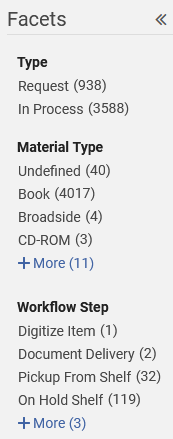 Facets
Type
Request (938)
In Process (3588)
Material Type
Undefined (40)
Book (4017)
Broadside (4)
CD-ROM (3)
+ More (11)
Workflow Step
Digitize Item (1)
Document Delivery (2)
Pickup From Shelf (32)
On Hold Shelf (119)
+ More (3)